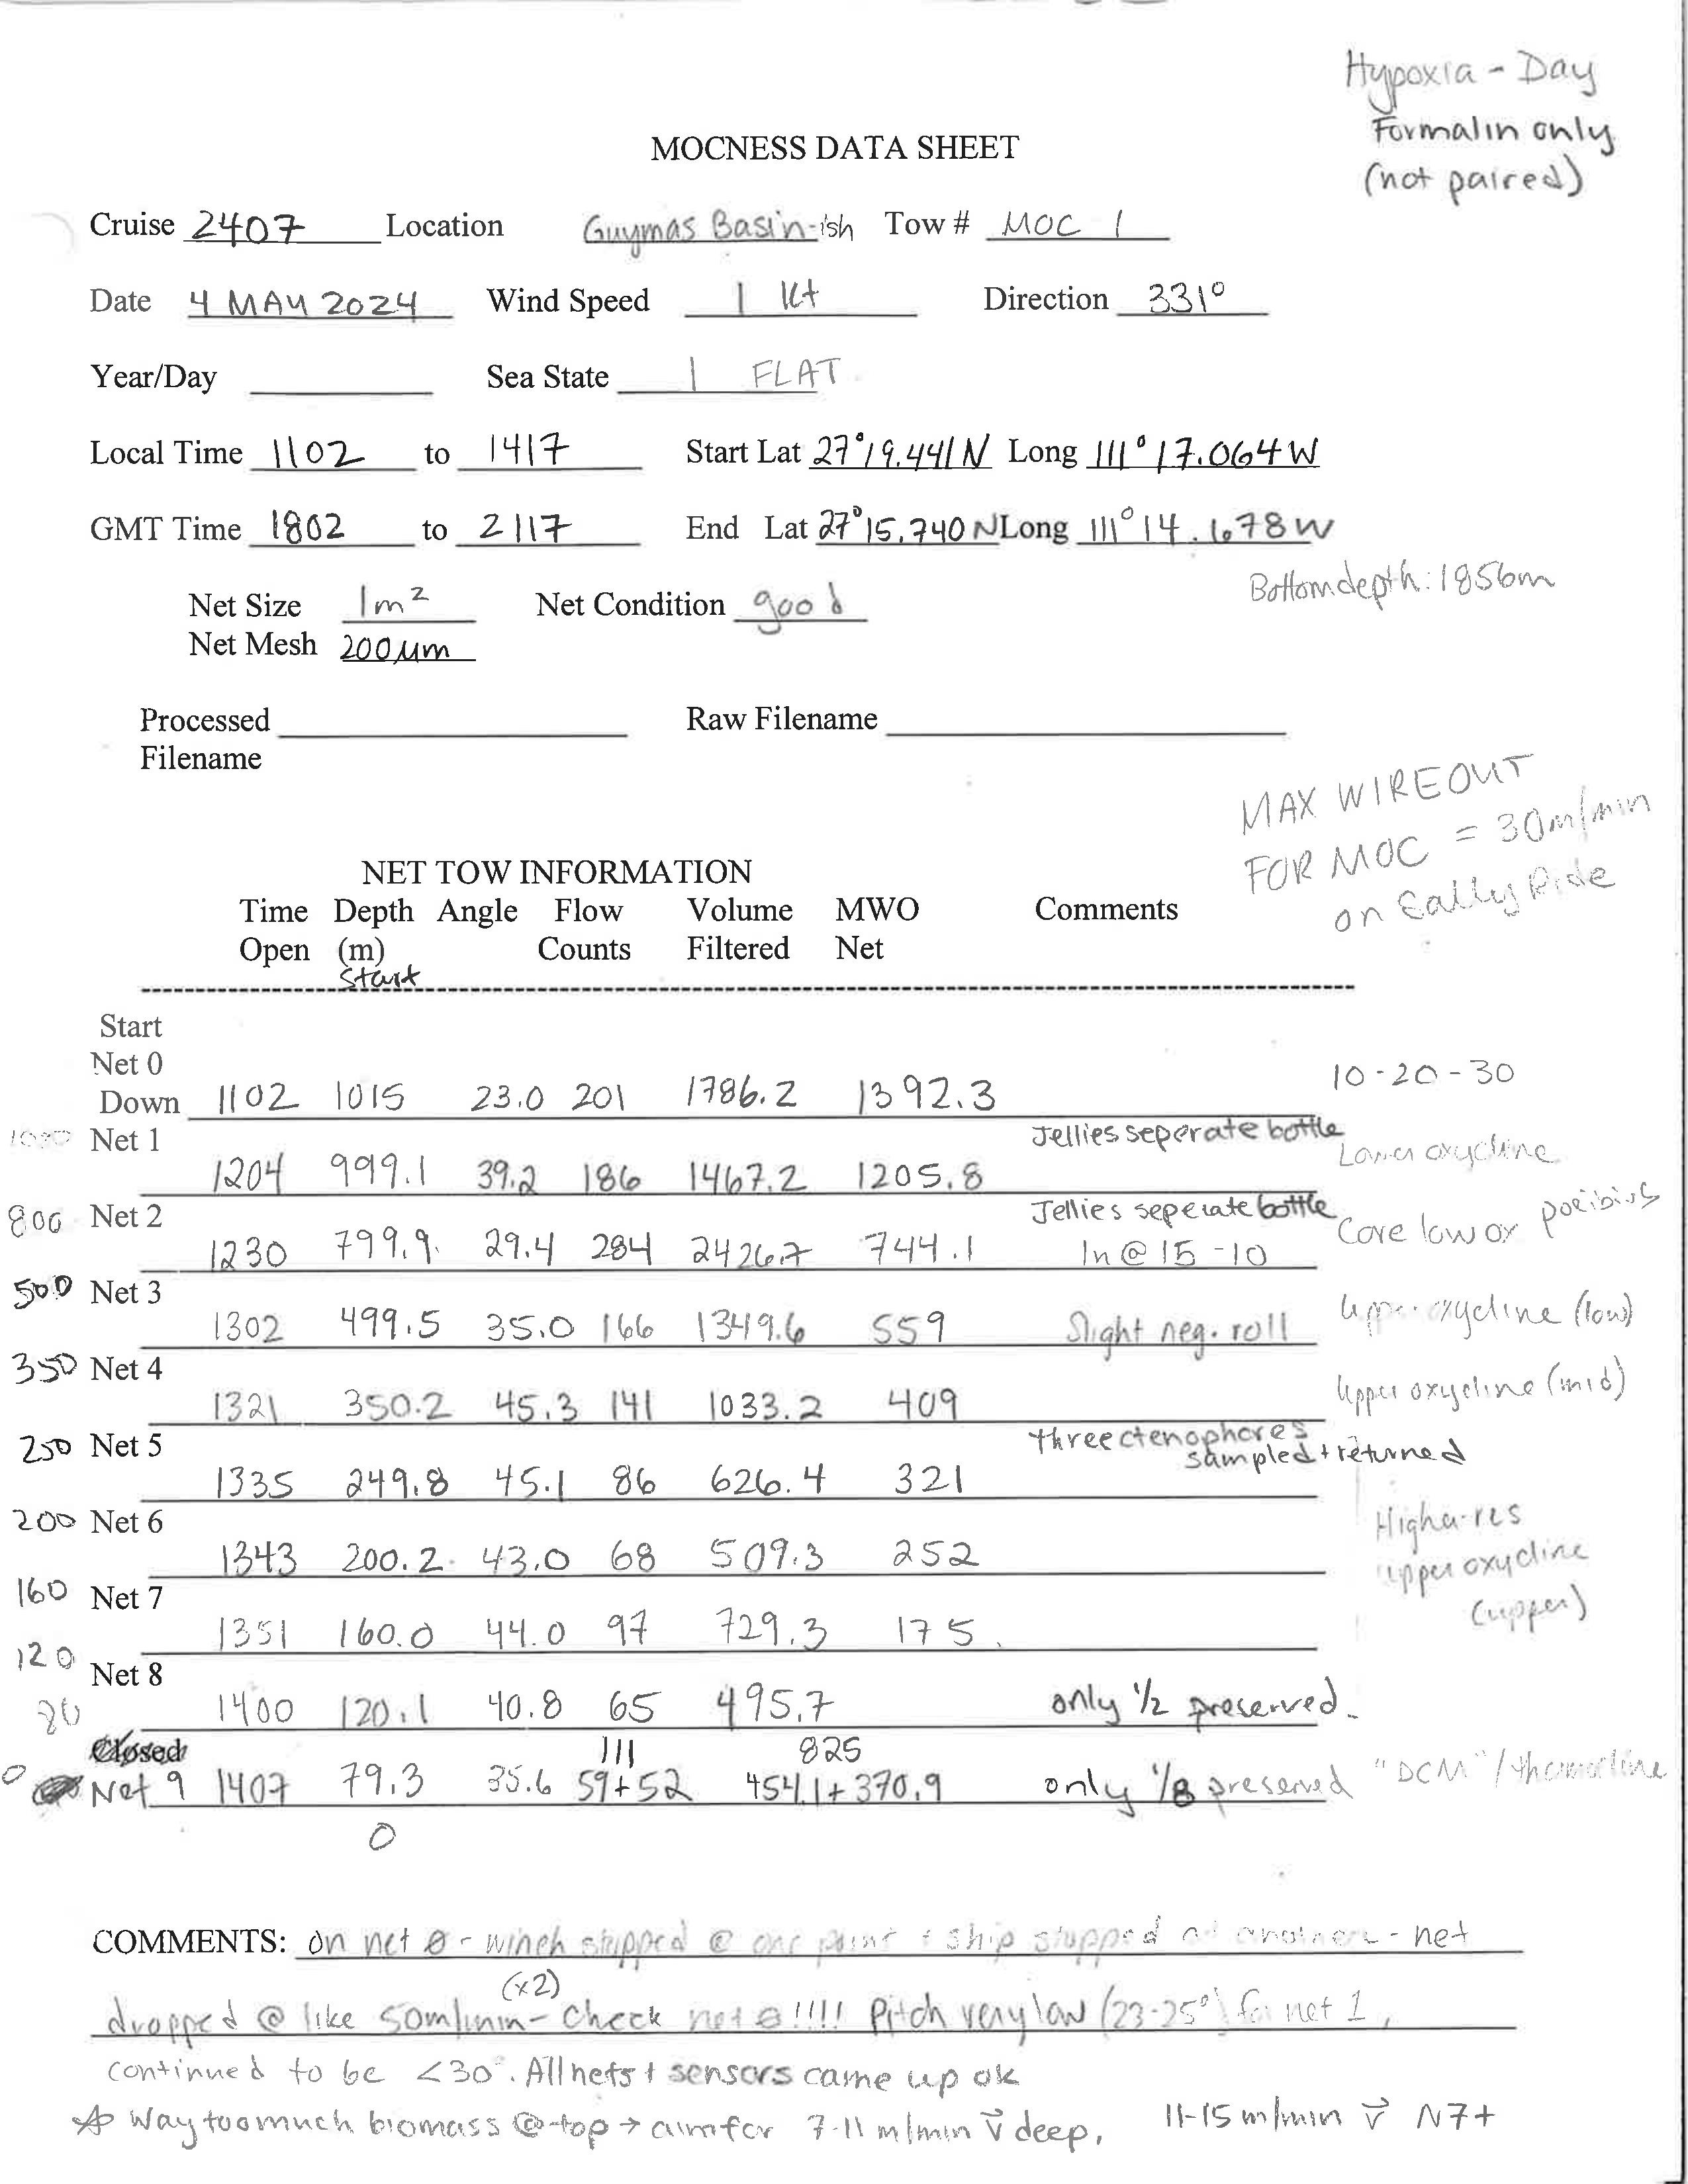 Hypoxia - Day
Formalin only
(not paired)
MOCNESS DATA SHEET
Cruise 2407 Location Guymas Basin-ish Tow # MOC 1
Date 4 MAY 2024 Wind Speed 1 kt Direction 331°
Year/Day Sea State 1 FLAT
Local Time 1102 to 1417 Start Lat 27°19.441N Long 111°17.064W
GMT Time 1802 to 2117 End Lat 27°15.740N Long 111°14.678W
Bottom depth: 1856m
Net Size 1m² Net Condition good
Net Mesh 200µm
Processed Raw Filename
Filename
MAX WIREOUT
FOR MOC = 30m/min
on Sally Ride
NET TOW INFORMATION
Time Depth Angle Flow Volume MWO Comments
Open (m) Counts Filtered Net
Start
Start
Net 0
Down 1102 1015 23.0 201 1786.2 1392.3 10-20-30
1000 Net 1 Jellies seperate bottle Lower oxycline
1204 999.1 39.2 186 1467.2 1205.8
800 Net 2 Jellies seperate bottle Core low ox
1230 799.9 29.4 284 2426.7 744.1 In @ 15-10
500 Net 3 Upper oxycline (low)
1302 499.5 35.0 166 1349.6 559 Slight neg. roll
350 Net 4 Upper oxycline (mid)
1321 350.2 45.3 141 1033.2 409
250 Net 5 three ctenophores
sampled + returned
1335 249.8 45.1 86 626.4 321
200 Net 6 Higher-res
1343 200.2 43.0 68 509.3 252 upper oxycline
160 Net 7 (upper)
1351 160.0 44.0 97 729.3 175
120 Net 8
80 1400 120.1 40.8 65 495.7 only 1/2 preserved.
Closed 111 825
0 Net 9 1407 79.3 35.6 59+52 454.1+370.9 only 1/8 preserved "DCM"/thermocline
0
COMMENTS: on net 0 - winch stopped @ one point + ship stopped at another - net
(x2)
dropped @ like 50m/min - Check net 0!!!! Pitch very low (23-25°) for net 1,
continued to be <30°. All nets + sensors came up ok
Way too much biomass @ top → aim for 7-11 m/min v deep, 11-15 m/min v N7+